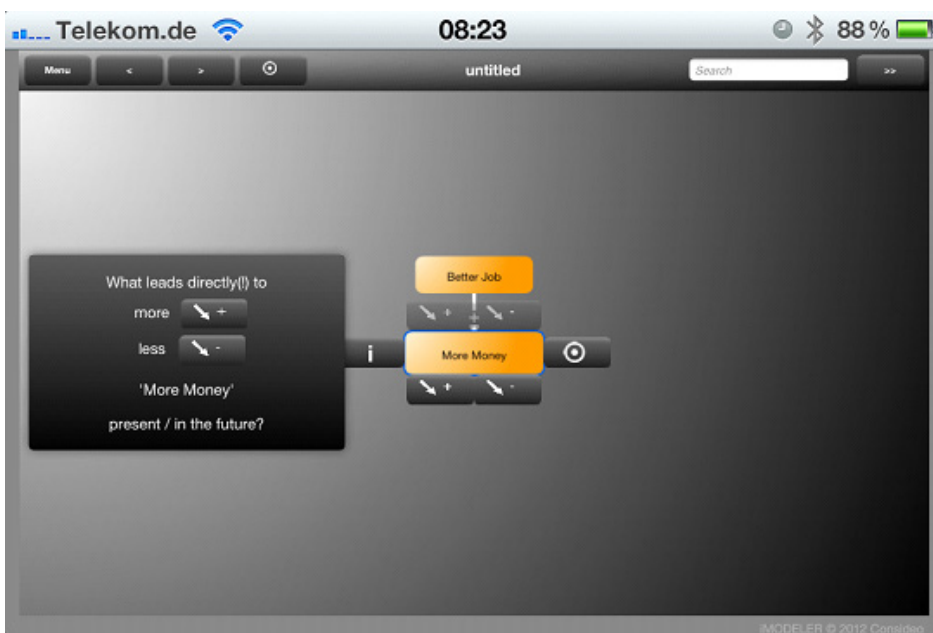 Telekom.de 08:23 88 %
Menu < > untitled Search >>
What leads directly(!) to
more + 
less -
'More Money'
present / in the future?
Better Job
+ + -
i More Money
+ -
iMODELER © 2012 Consideo